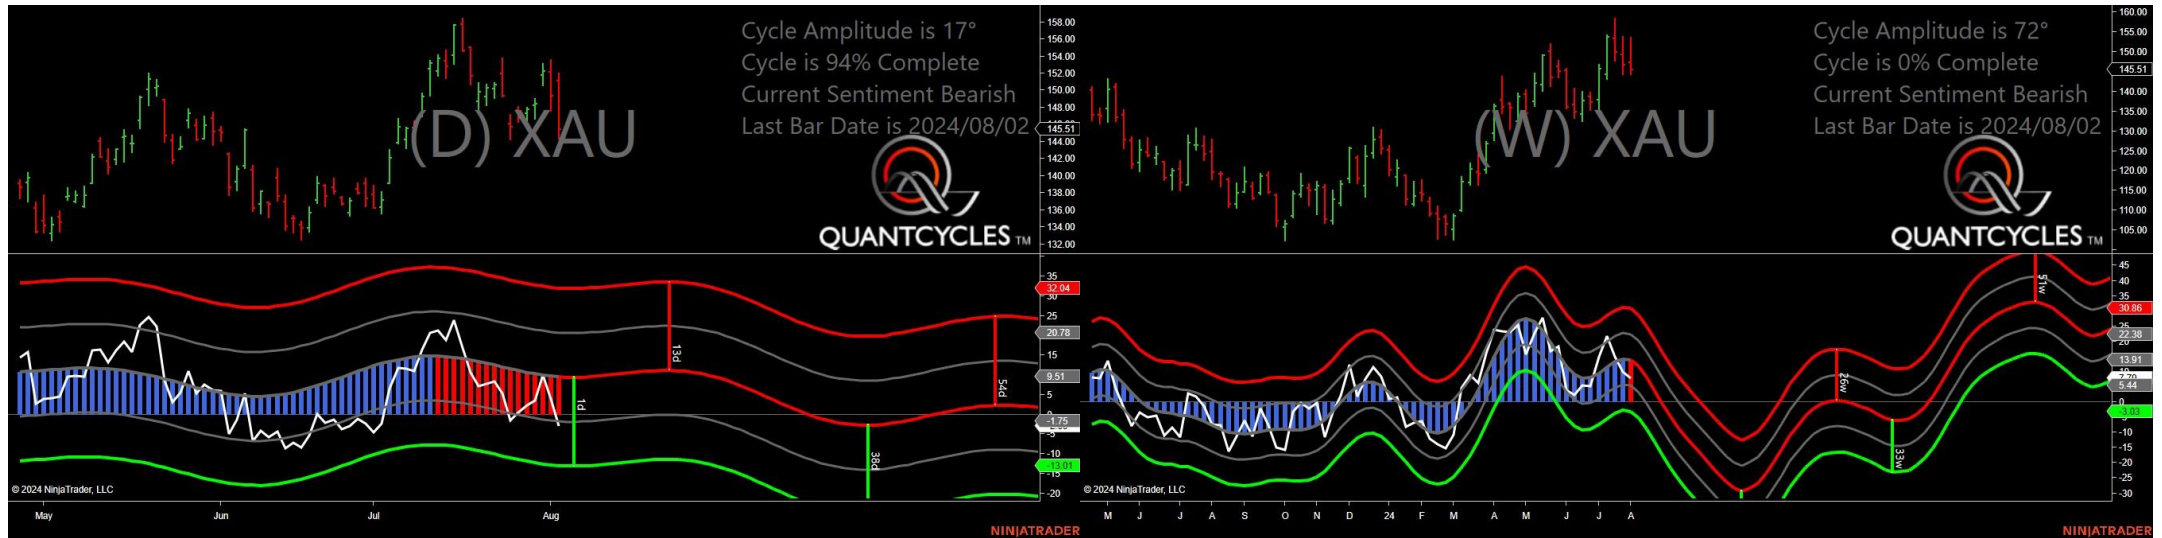 Cycle Amplitude is 17°
Cycle is 94% Complete
Current Sentiment Bearish
Last Bar Date is 2024/08/02
(D) XAU
QUANTCYCLES TM
158.00
156.00
154.00
152.00
150.00
148.00
145.51
144.00
142.00
140.00
138.00
136.00
134.00
132.00
35
32.04
30
25
20.78
15
9.51
5
0
-1.75
-5
-10
-13.01
-15
-20
1d
13d
38d
54d
© 2024 NinjaTrader, LLC
May Jun Jul Aug
NINJATRADER
Cycle Amplitude is 72°
Cycle is 0% Complete
Current Sentiment Bearish
Last Bar Date is 2024/08/02
(W) XAU
QUANTCYCLES TM
160.00
155.00
150.00
145.51
140.00
135.00
130.00
125.00
120.00
115.00
110.00
105.00
45
40
35
30.86
25
22.38
20
13.91
5.44
0
-3.03
-10
-15
-20
-25
-30
26w
33w
51w
© 2024 NinjaTrader, LLC
M J J A S O N D 24 F M A M J J A
NINJATRADER